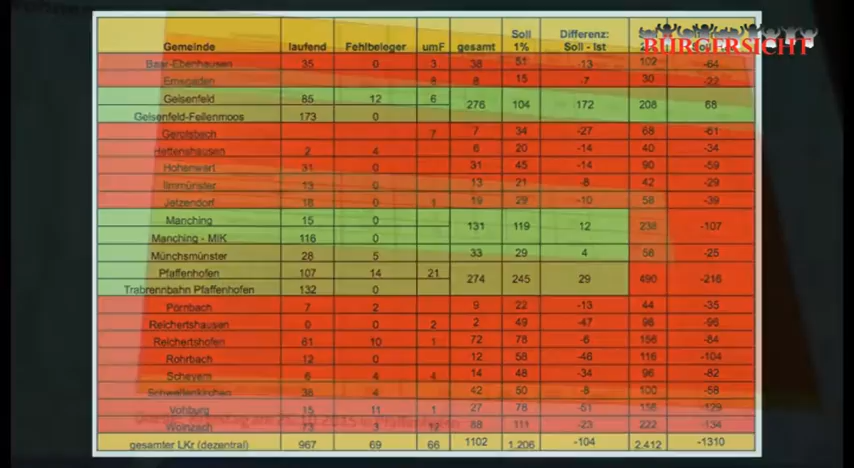 BÜRGERSICHT
Gemeinde laufend Fehlbeleger umF gesamt Soll 1% Differenz: Soll - Ist
Baar-Ebenhausen 35 0 3 38 51 -13 102 -64
Ernsgaden 8 8 15 -7 30 -22
Geisenfeld 85 12 6 276 104 172 208 68
Geisenfeld-Feilenmoos 173 0
Gerolsbach 7 7 34 -27 68 -61
Hettenshausen 2 4 6 20 -14 40 -34
Hohenwart 31 0 31 45 -14 90 -59
Ilmmünster 13 0 13 21 -8 42 -29
Jetzendorf 18 0 1 19 29 -10 58 -39
Manching 15 0 131 119 12 238 -107
Manching - MIK 116 0
Münchsmünster 28 5 33 29 4 58 -25
Pfaffenhofen 107 14 21 274 245 29 490 -216
Trabrennbahn Pfaffenhofen 132 0
Pörnbach 7 2 9 22 -13 44 -35
Reichertshausen 0 0 2 2 49 -47 98 -96
Reichertshofen 61 10 1 72 78 -6 156 -84
Rohrbach 12 0 12 58 -46 116 -104
Scheyern 6 4 4 14 48 -34 96 -82
Schweitenkirchen 38 4 42 50 -8 100 -58
Vohburg 15 11 1 27 78 -51 156 -129
Wolnzach 73 3 12 88 111 -23 222 -134
gesamter LKr (dezentral) 967 69 66 1102 1.206 -104 2.412 -1310